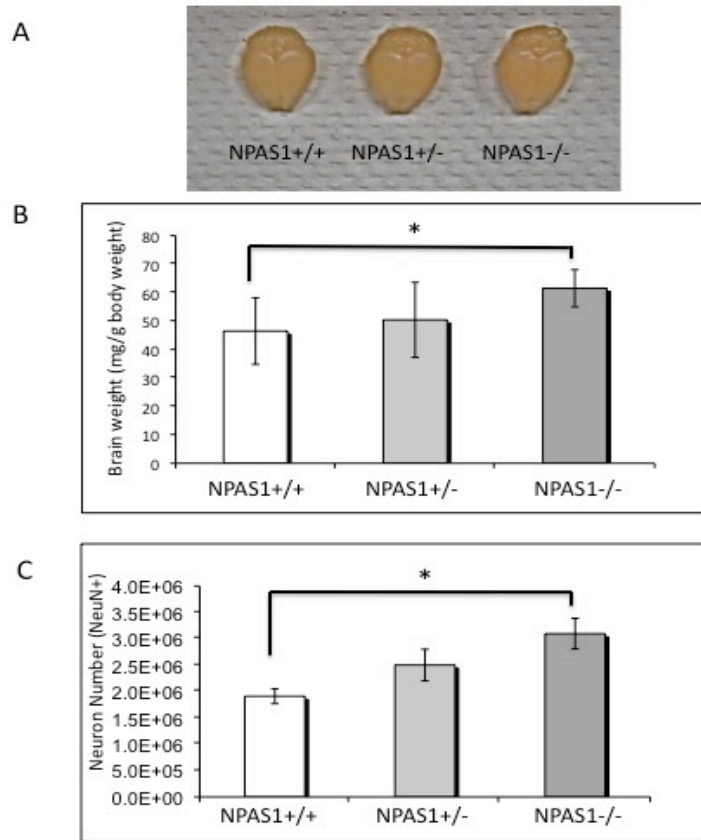 A
NPAS1+/+ NPAS1+/- NPAS1-/-
B
*
Brain weight (mg/g body weight)
80
70
60
50
40
30
20
10
0
NPAS1+/+ NPAS1+/- NPAS1-/-
C
*
Neuron Number (NeuN+)
4.0E+06
3.5E+06
3.0E+06
2.5E+06
2.0E+06
1.5E+06
1.0E+06
5.0E+05
0.0E+00
NPAS1+/+ NPAS1+/- NPAS1-/-